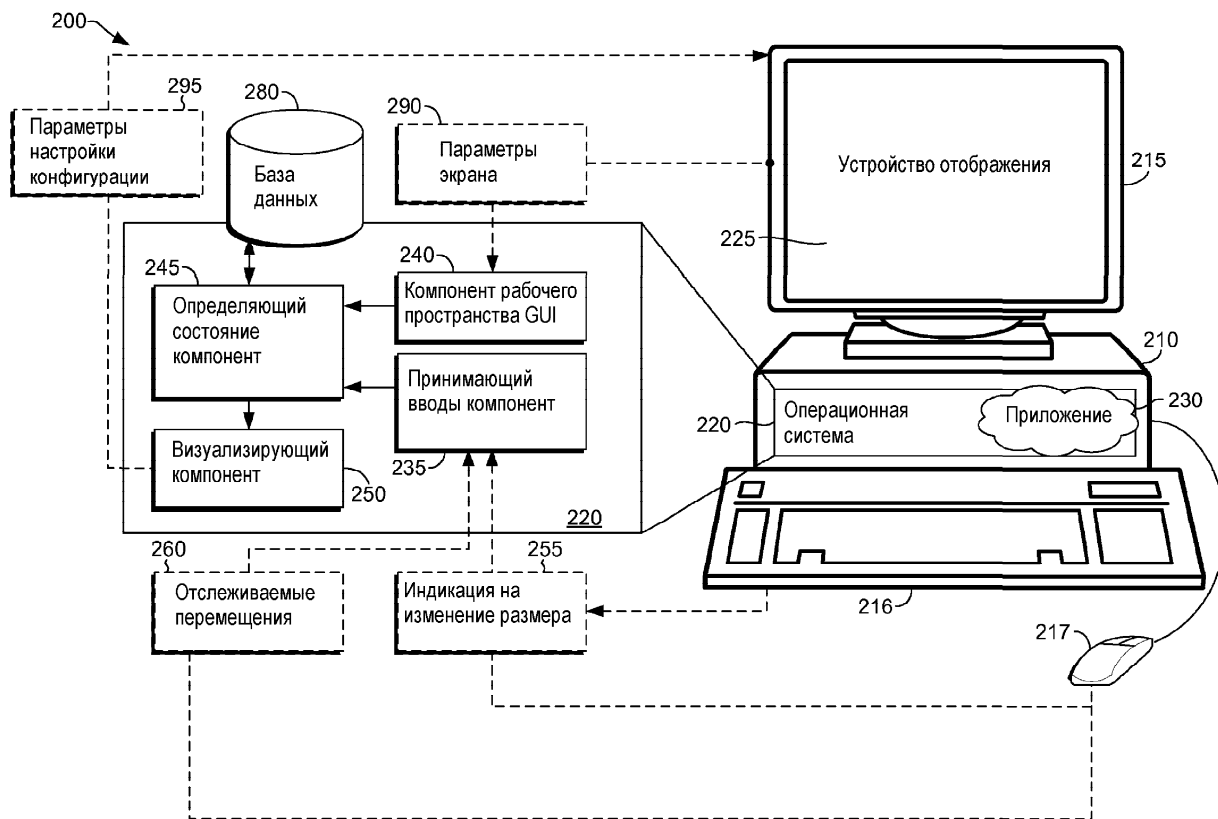 200
295
Параметры
настройки
конфигурации
280
База
данных
290
Параметры
экрана
Устройство отображения
215
225
245
Определяющий
состояние
компонент
240
Компонент рабочего
пространства GUI
Принимающий
вводы компонент
235
Визуализирующий
компонент
250
220
210
220
Операционная
система
Приложение
230
260
Отслеживаемые
перемещения
255
Индикация на
изменение размера
216
217